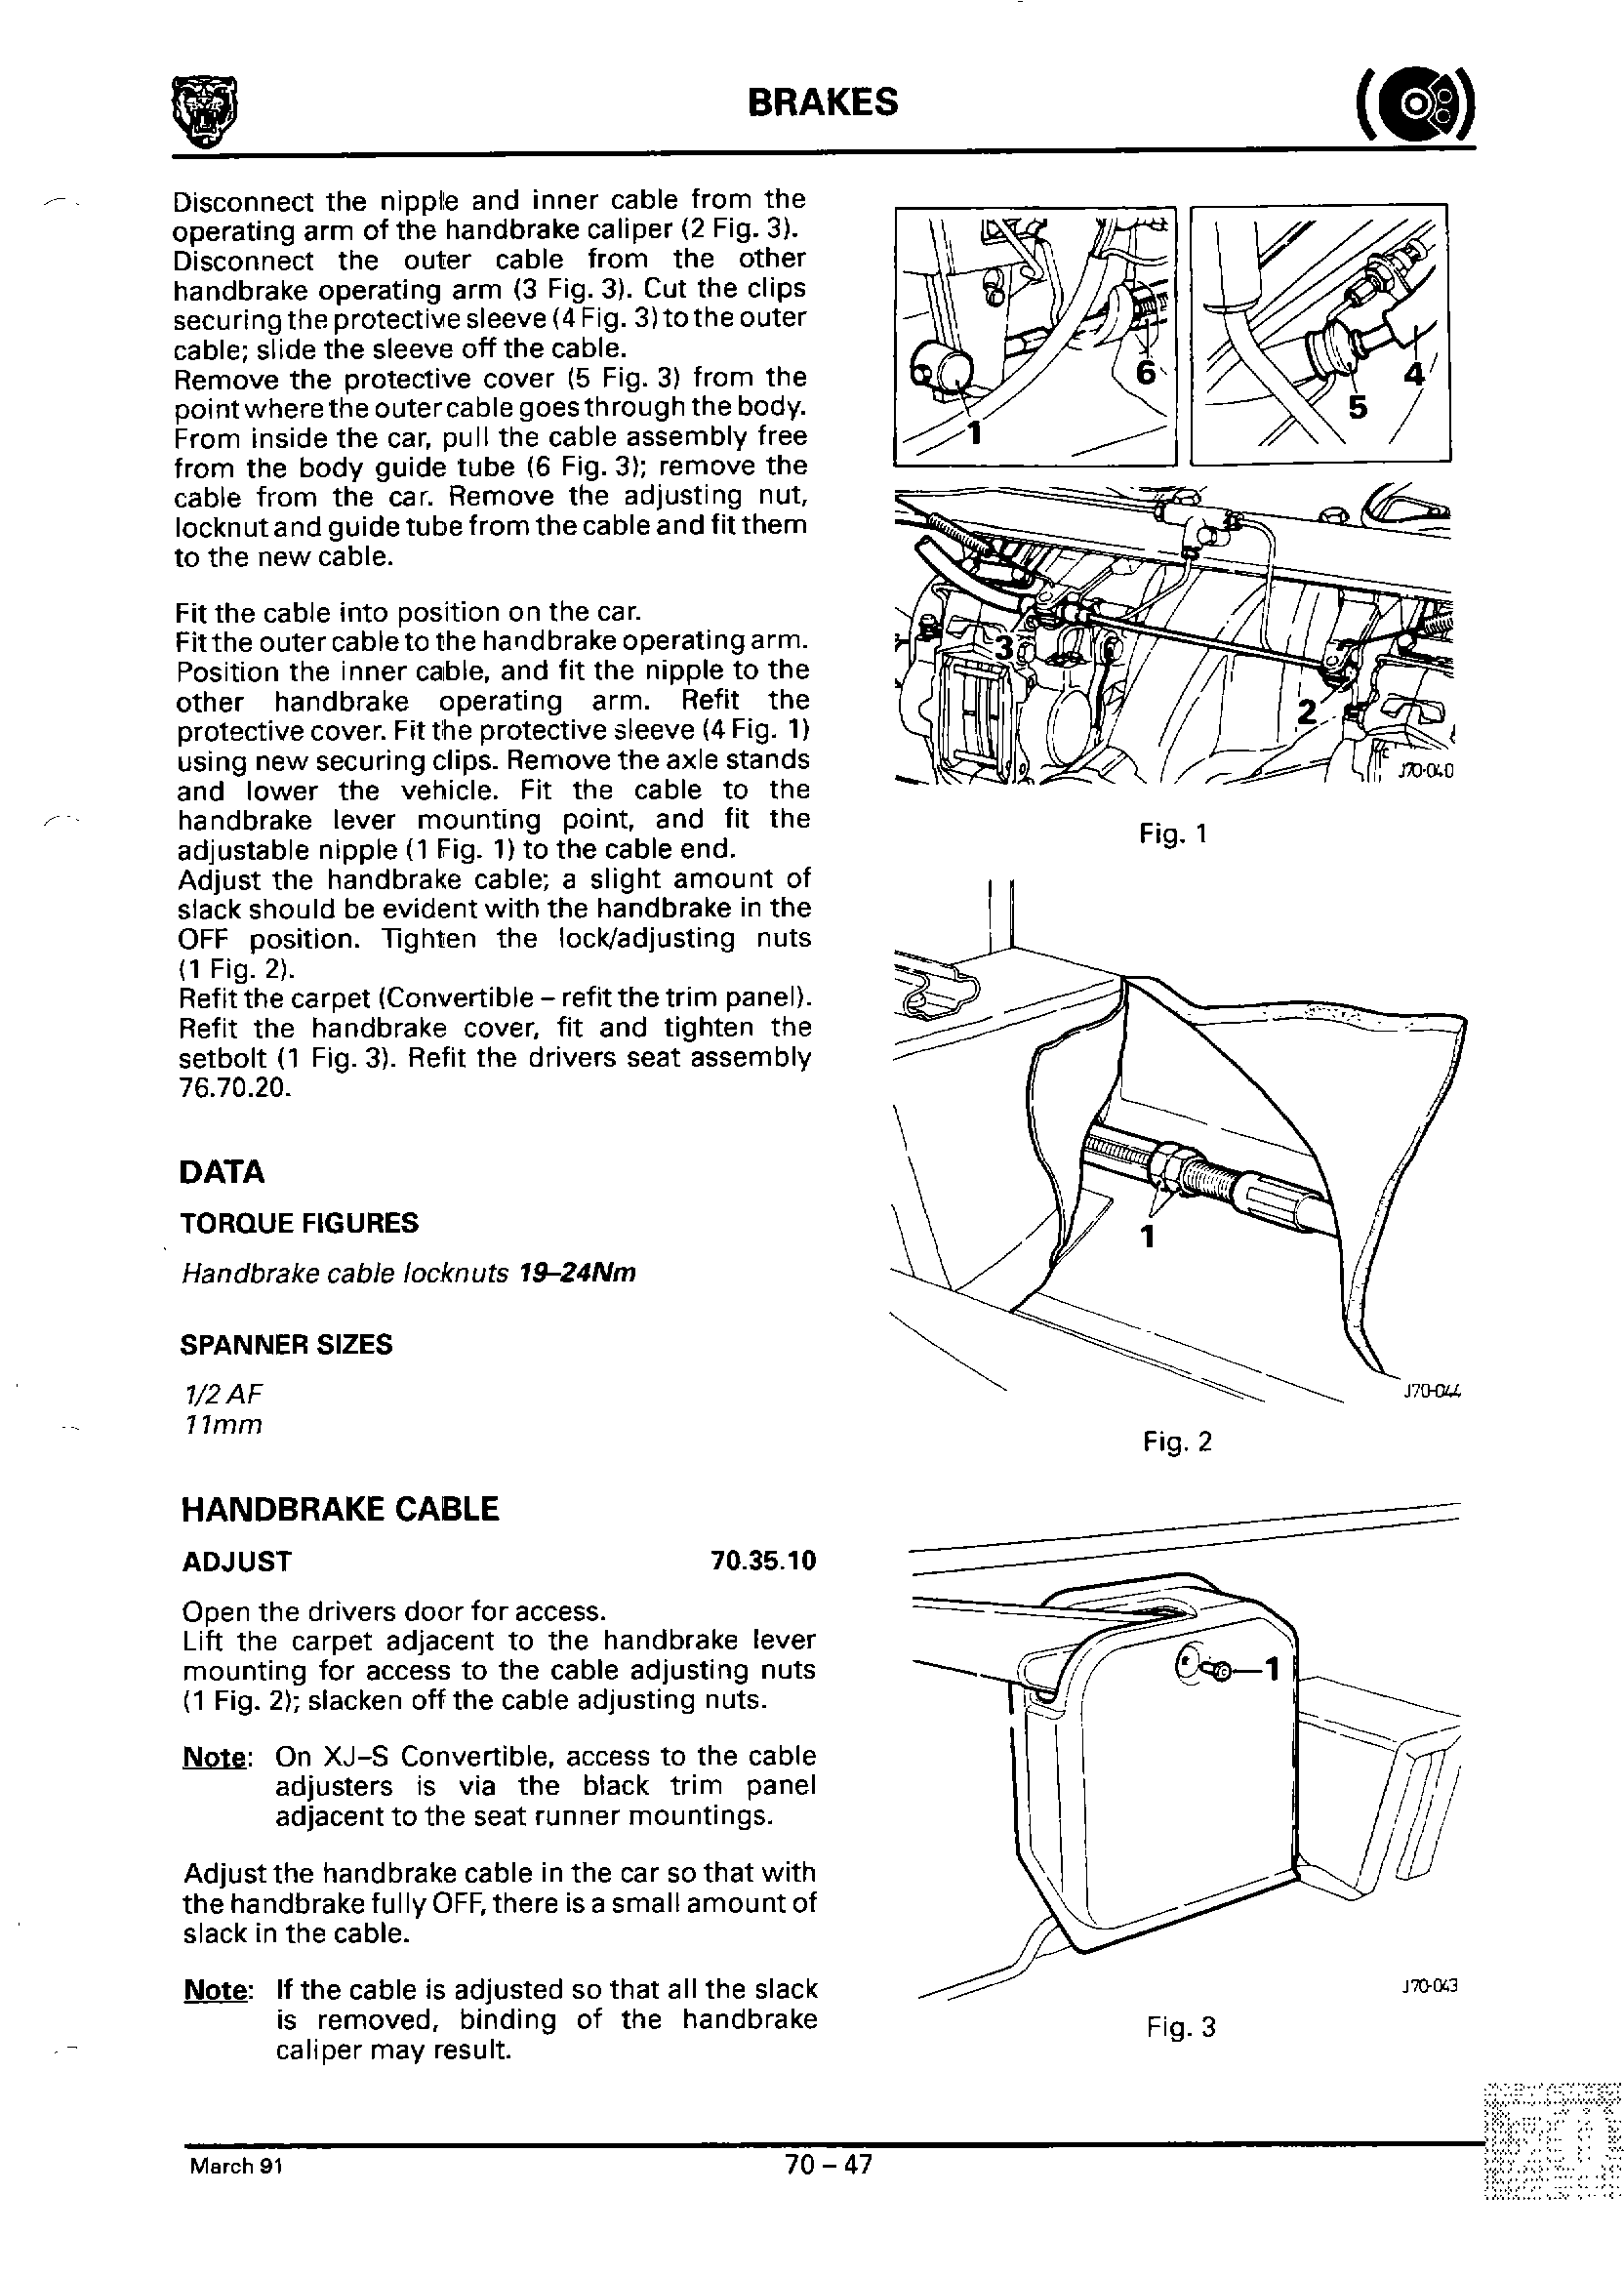 BRAKES
Disconnect the nipple and inner cable from the
operating arm of the handbrake caliper (2 Fig. 3).
Disconnect the outer cable from the other
handbrake operating arm (3 Fig. 3). Cut the clips
securing the protective sleeve (4 Fig. 3) to the outer
cable; slide the sleeve off the cable.
Remove the protective cover (5 Fig. 3) from the
point where the outer cable goes through the body.
From inside the car, pull the cable assembly free
from the body guide tube (6 Fig. 3); remove the
cable from the car. Remove the adjusting nut,
locknut and guide tube from the cable and fit them
to the new cable.
Fit the cable into position on the car.
Fit the outer cable to the handbrake operating arm.
Position the inner cable, and fit the nipple to the
other handbrake operating arm. Refit the
protective cover. Fit the protective sleeve (4 Fig. 1)
using new securing clips. Remove the axle stands
and lower the vehicle. Fit the cable to the
handbrake lever mounting point, and fit the
adjustable nipple (1 Fig. 1) to the cable end.
Adjust the handbrake cable; a slight amount of
slack should be evident with the handbrake in the
OFF position. Tighten the lock/adjusting nuts
(1 Fig. 2).
Refit the carpet (Convertible – refit the trim panel).
Refit the handbrake cover, fit and tighten the
setbolt (1 Fig. 3). Refit the drivers seat assembly
76.70.20.
DATA
TORQUE FIGURES
Handbrake cable locknuts 19–24Nm
SPANNER SIZES
1/2 AF
11mm
HANDBRAKE CABLE
ADJUST 70.35.10
Open the drivers door for access.
Lift the carpet adjacent to the handbrake lever
mounting for access to the cable adjusting nuts
(1 Fig. 2); slacken off the cable adjusting nuts.
Note: On XJ–S Convertible, access to the cable
adjusters is via the black trim panel
adjacent to the seat runner mountings.
Adjust the handbrake cable in the car so that with
the handbrake fully OFF, there is a small amount of
slack in the cable.
Note: If the cable is adjusted so that all the slack
is removed, binding of the handbrake
caliper may result.
1
6
5
4
3
2
J70-040
Fig. 1
1
J70-044
Fig. 2
1
J70-043
Fig. 3
March 91
70 – 47